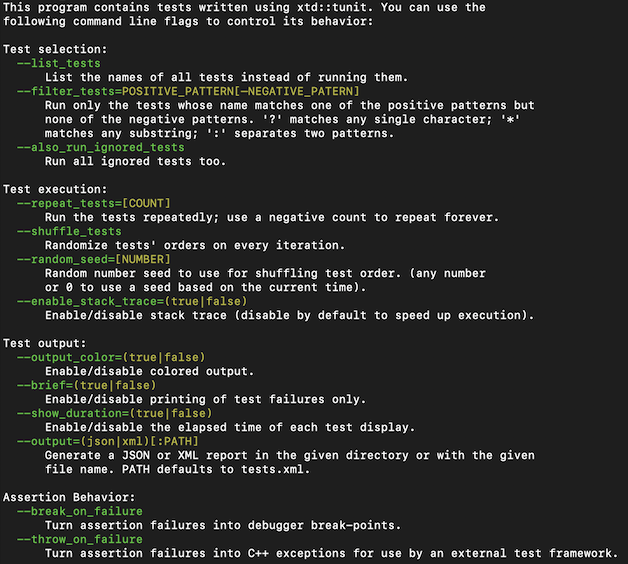 This program contains tests written using xtd::tunit. You can use the
following command line flags to control its behavior:
Test selection:
--list_tests
List the names of all tests instead of running them.
--filter_tests=POSITIVE_PATTERN[-NEGATIVE_PATERN]
Run only the tests whose name matches one of the positive patterns but
none of the negative patterns. '?' matches any single character; '*'
matches any substring; ':' separates two patterns.
--also_run_ignored_tests
Run all ignored tests too.
Test execution:
--repeat_tests=[COUNT]
Run the tests repeatedly; use a negative count to repeat forever.
--shuffle_tests
Randomize tests' orders on every iteration.
--random_seed=[NUMBER]
Random number seed to use for shuffling test order. (any number
or 0 to use a seed based on the current time).
--enable_stack_trace=(true|false)
Enable/disable stack trace (disable by default to speed up execution).
Test output:
--output_color=(true|false)
Enable/disable colored output.
--brief=(true|false)
Enable/disable printing of test failures only.
--show_duration=(true|false)
Enable/disable the elapsed time of each test display.
--output=(json|xml)[:PATH]
Generate a JSON or XML report in the given directory or with the given
file name. PATH defaults to tests.xml.
Assertion Behavior:
--break_on_failure
Turn assertion failures into debugger break-points.
--throw_on_failure
Turn assertion failures into C++ exceptions for use by an external test framework.